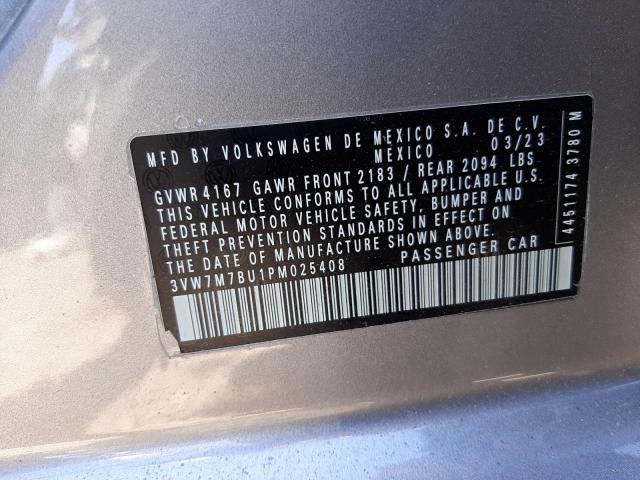 MFD BY VOLKSWAGEN DE MEXICO S.A. DE C.V.
MEXICO 03/23
GVWR 4167 GAWR FRONT 2183 / REAR 2094 LBS
THIS VEHICLE CONFORMS TO ALL APPLICABLE U.S.
FEDERAL MOTOR VEHICLE SAFETY, BUMPER AND
THEFT PREVENTION STANDARDS IN EFFECT ON
THE DATE OF MANUFACTURE SHOWN ABOVE.
3VW7M7BU1PM025408 PASSENGER CAR
4451174 3780 M